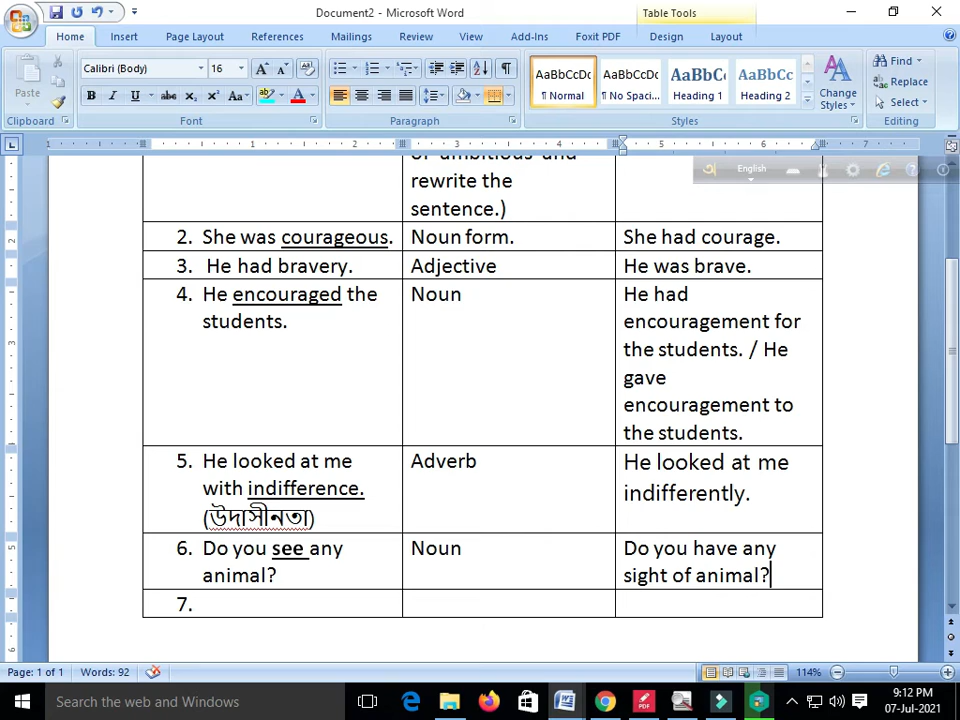 Document2 - Microsoft Word
Table Tools
Home Insert Page Layout References Mailings Review View Add-Ins Foxit PDF Design Layout
Calibri (Body) 16
AaBbCcDc AaBbCcDc AaBbC AaBbCc
¶ Normal ¶ No Spaci... Heading 1 Heading 2
Paste
Change Styles
Find
Replace
Select
Clipboard Font Paragraph Styles Editing
English
or ambitious and
rewrite the
sentence.)
2. She was courageous. Noun form. She had courage.
3. He had bravery. Adjective He was brave.
4. He encouraged the Noun He had
students. encouragement for
the students. / He
gave
encouragement to
the students.
5. He looked at me Adverb He looked at me
with indifference. indifferently.
(উদাসীনতা)
6. Do you see any Noun Do you have any
animal? sight of animal?
7.
Page: 1 of 1 Words: 92 114%
Search the web and Windows
9:12 PM
07-Jul-2021